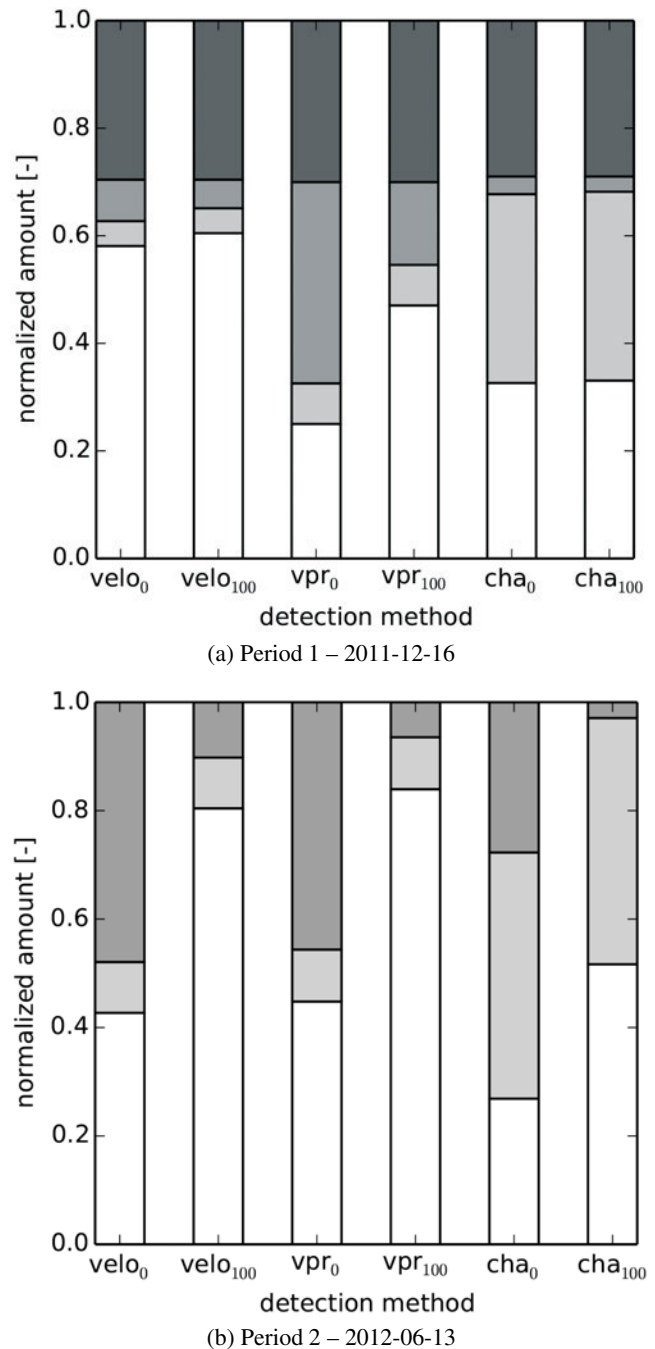 1.0
0.8
0.6
0.4
0.2
0.0
normalized amount [-]
velo₀ velo₁₀₀ vpr₀ vpr₁₀₀ cha₀ cha₁₀₀
detection method
(a) Period 1 – 2011-12-16
1.0
0.8
0.6
0.4
0.2
0.0
normalized amount [-]
velo₀ velo₁₀₀ vpr₀ vpr₁₀₀ cha₀ cha₁₀₀
detection method
(b) Period 2 – 2012-06-13